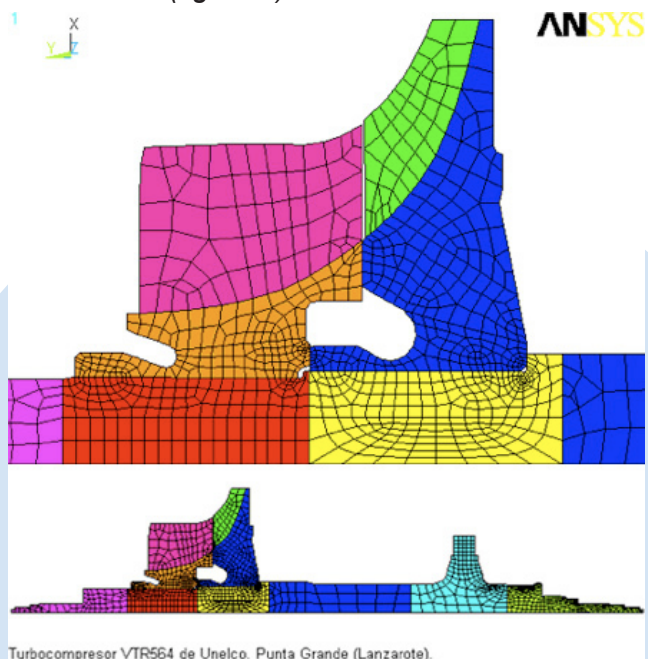 1
X
Y Z
ANSYS
Turbocompresor VTR564 de Unelco. Punta Grande (Lanzarote).